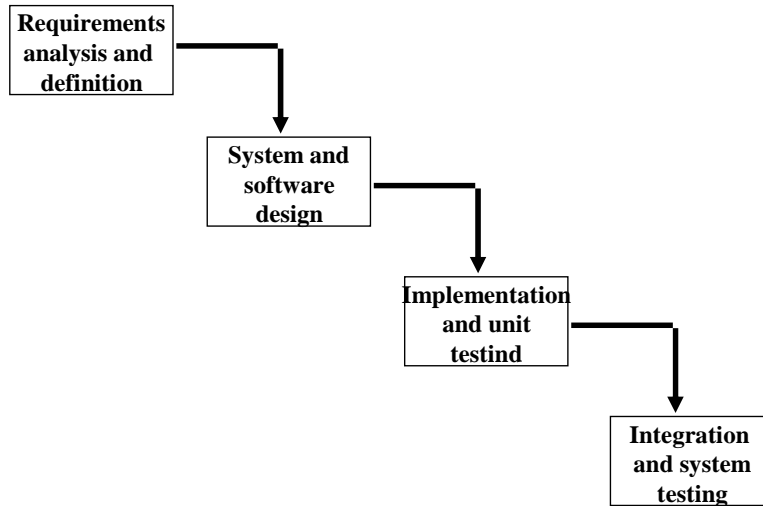 Requirements
analysis and
definition
System and
software
design
Implementation
and unit
testind
Integration
and system
testing